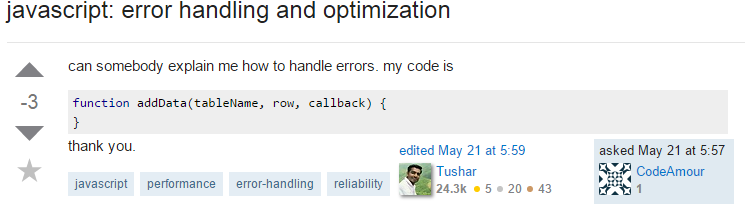 javascript: error handling and optimization
can somebody explain me how to handle errors. my code is
-3
function addData(tableName, row, callback) {
}
thank you.
edited May 21 at 5:59
asked May 21 at 5:57
Tushar
CodeAmour
24.3k 5 20 43
1
javascript performance error-handling reliability